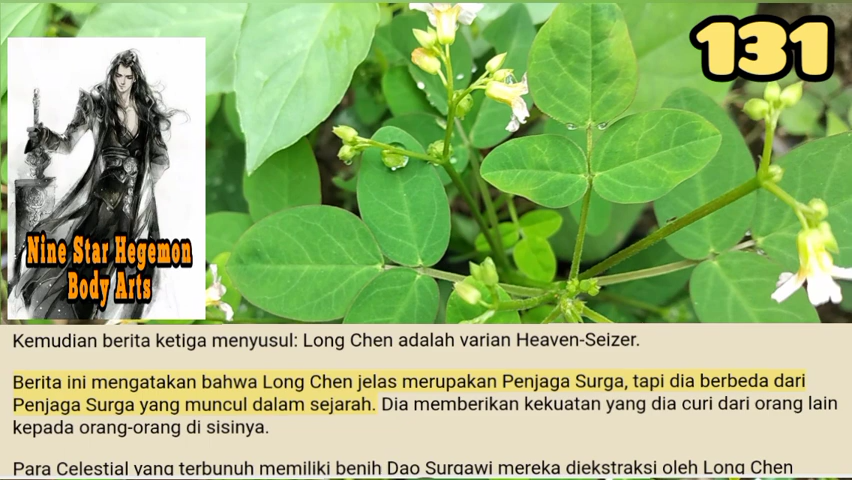 131
Nine Star Hegemon
Body Arts
Kemudian berita ketiga menyusul: Long Chen adalah varian Heaven-Seizer.
Berita ini mengatakan bahwa Long Chen jelas merupakan Penjaga Surga, tapi dia berbeda dari
Penjaga Surga yang muncul dalam sejarah. Dia memberikan kekuatan yang dia curi dari orang lain
kepada orang-orang di sisinya.
Para Celestial yang terbunuh memiliki benih Dao Surgawi mereka diekstraksi oleh Long Chen